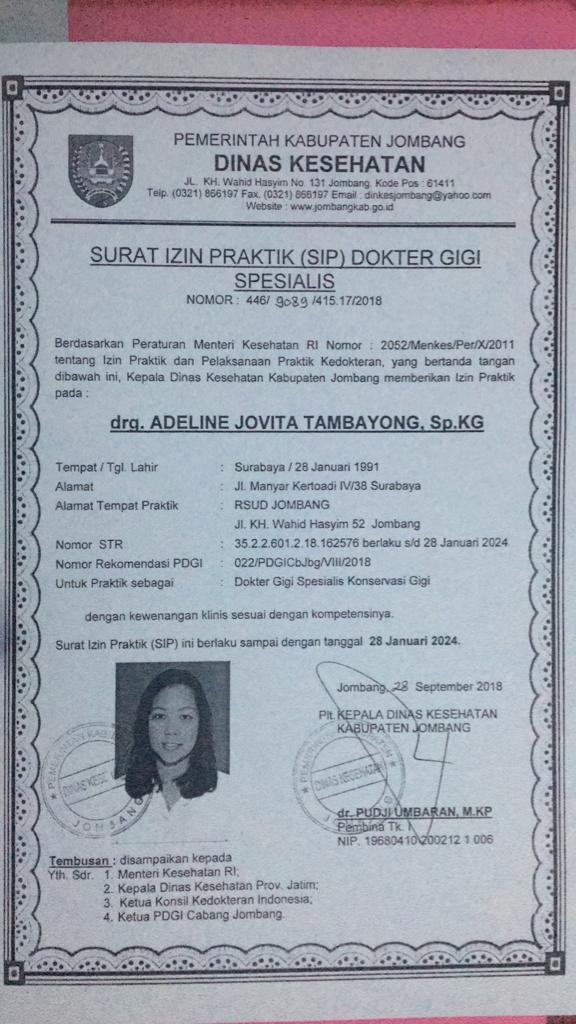 PEMERINTAH KABUPATEN JOMBANG
DINAS KESEHATAN
JL. KH. Wahid Hasyim No. 131 Jombang. Kode Pos : 61411
Telp. (0321) 866197 Fax. (0321) 866197 Email : dinkesjombang@yahoo.com
Website : www.jombangkab.go.id
SURAT IZIN PRAKTIK (SIP) DOKTER GIGI
SPESIALIS
NOMOR : 446/ 9089 /415.17/2018
Berdasarkan Peraturan Menteri Kesehatan RI Nomor : 2052/Menkes/Per/X/2011
tentang Izin Praktik dan Pelaksanaan Praktik Kedokteran, yang bertanda tangan
dibawah ini, Kepala Dinas Kesehatan Kabupaten Jombang memberikan Izin Praktik
pada :
drg. ADELINE JOVITA TAMBAYONG, Sp.KG
Tempat / Tgl. Lahir : Surabaya / 28 Januari 1991
Alamat : Jl. Manyar Kertoadi IV/38 Surabaya
Alamat Tempat Praktik : RSUD JOMBANG
Jl. KH. Wahid Hasyim 52 Jombang
Nomor STR : 35.2.2.601.2.18.162576 berlaku s/d 28 Januari 2024
Nomor Rekomendasi PDGI : 022/PDGICbJbg/VIII/2018
Untuk Praktik sebagai : Dokter Gigi Spesialis Konservasi Gigi
dengan kewenangan klinis sesuai dengan kompetensinya.
Surat Izin Praktik (SIP) ini berlaku sampai dengan tanggal 28 Januari 2024.
Jombang, 28 September 2018
Plt. KEPALA DINAS KESEHATAN
KABUPATEN JOMBANG
DINAS KESEHATAN
JOMBANG
dr. PUDJI UMBARAN, M.KP
Pembina Tk. I
NIP. 19680410 200212 1 006
Tembusan : disampaikan kepada
Yth. Sdr. 1. Menteri Kesehatan RI;
2. Kepala Dinas Kesehatan Prov. Jatim;
3. Ketua Konsil Kedokteran Indonesia;
4. Ketua PDGI Cabang Jombang.